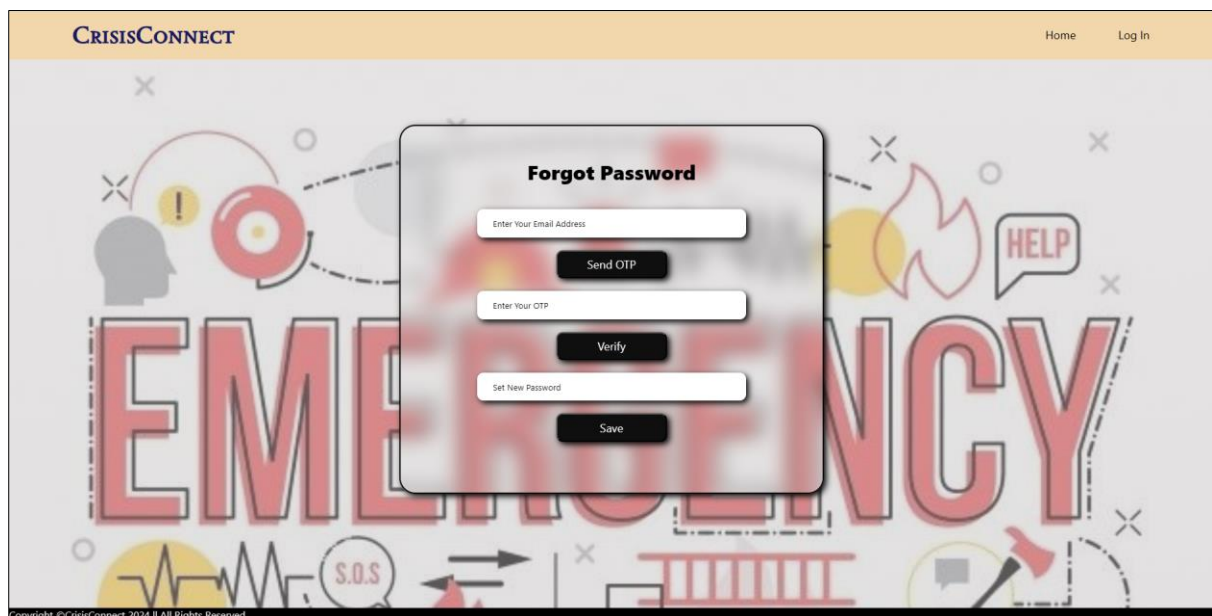 CRISISCONNECT
Home Log In
Forgot Password
Enter Your Email Address
Send OTP
HELP
Enter Your OTP
Verify
Set New Password
Save
EMERGENCY
S.O.S
Copyright ©CrisisConnect 2024 || All Rights Reserved